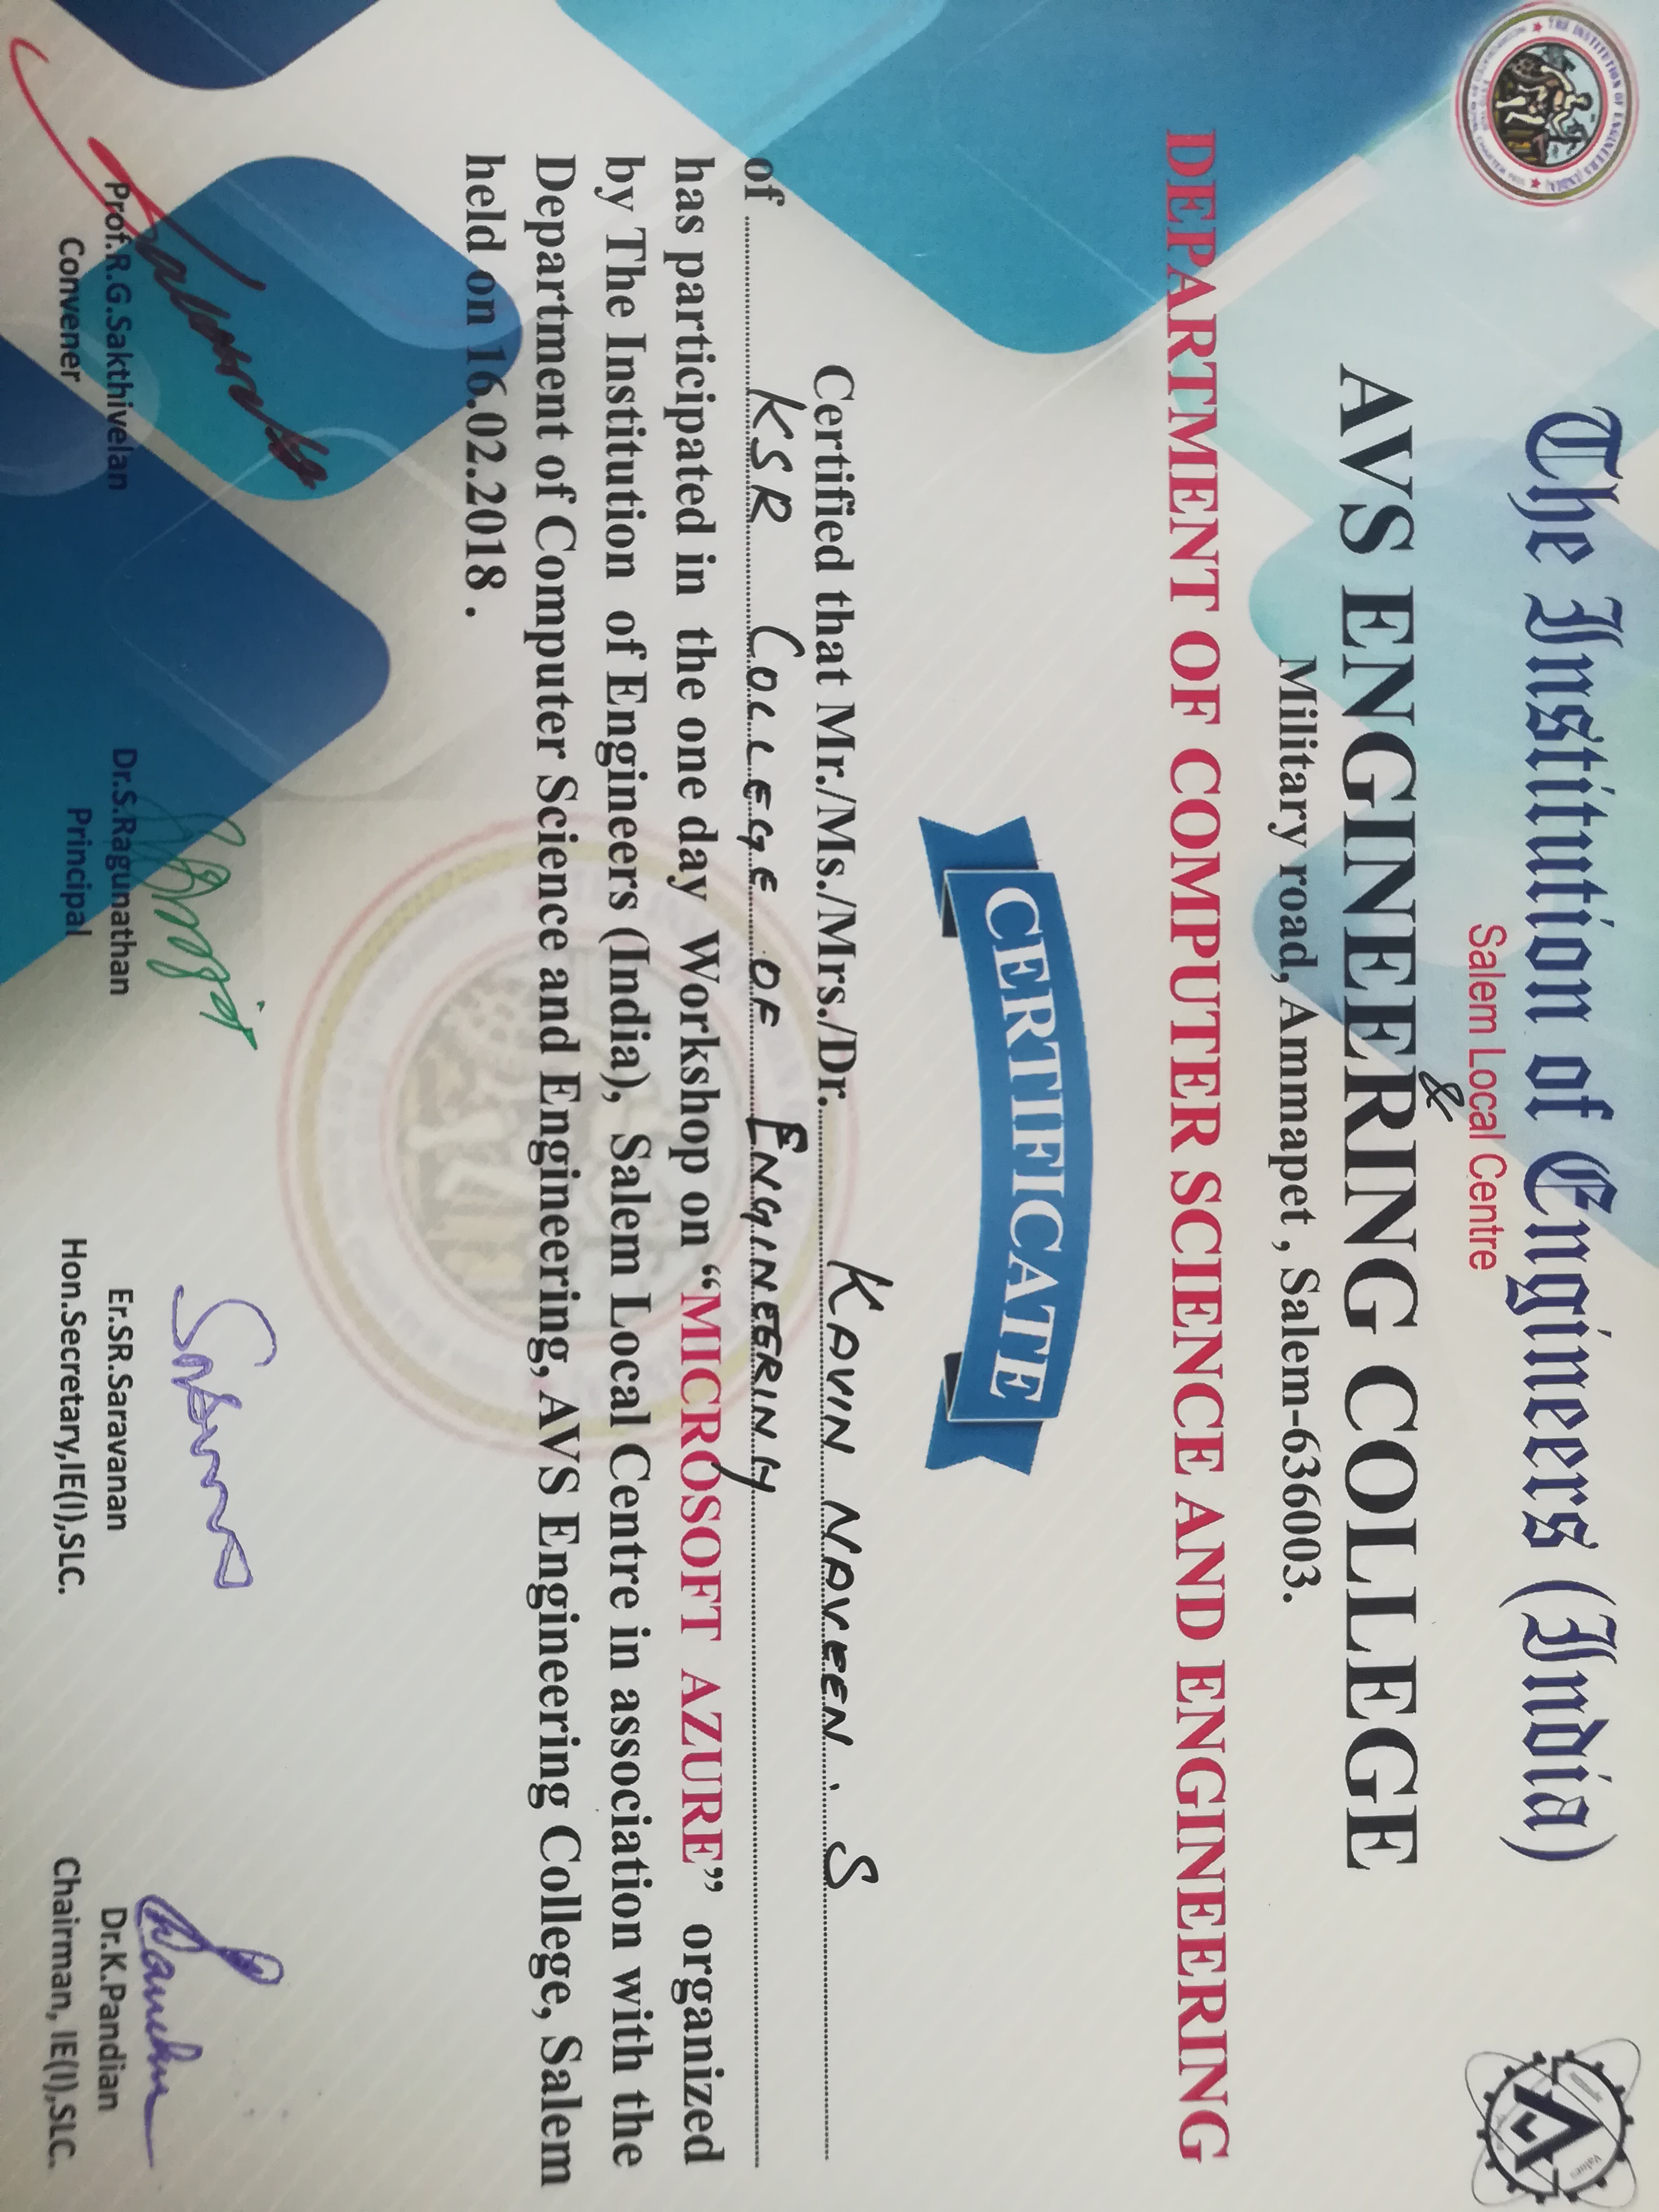 The Institution of Engineers (India)
Salem Local Centre
&
AVS ENGINEERING COLLEGE
Military road, Ammapet , Salem-636003.
DEPARTMENT OF COMPUTER SCIENCE AND ENGINEERING
CERTIFICATE
Certified that Mr./Ms./Mrs./Dr. KAVIN NAVEEN. S
of KSR COLLEGE OF ENGINEERING
has participated in the one day Workshop on “MICROSOFT AZURE” organized
by The Institution of Engineers (India), Salem Local Centre in association with the
Department of Computer Science and Engineering, AVS Engineering College, Salem
held on 16.02.2018 .
Prof.R.G.Sakthivelan
Convener
Dr.S.Ragunathan
Principal
Er.SR.Saravanan
Hon.Secretary,IE(I),SLC.
Dr.K.Pandian
Chairman, IE(I),SLC.